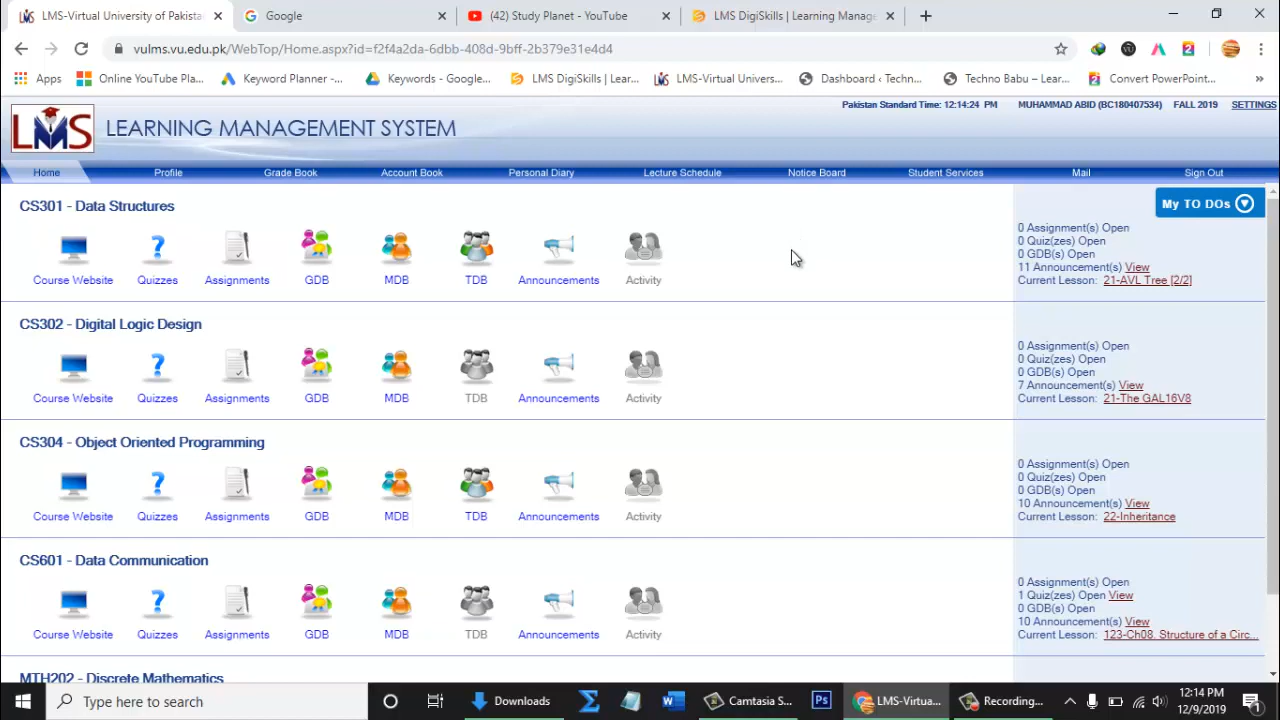 LMS-Virtual University of Pakista
Google
(42) Study Planet - YouTube
LMS DigiSkills | Learning Manage
vulms.vu.edu.pk/WebTop/Home.aspx?id=f2f4a2da-6dbb-408d-9bff-2b379e31e4d4
Apps
Online YouTube Pla...
Keyword Planner -...
Keywords - Google...
LMS DigiSkills | Lear...
LMS-Virtual Univers...
Dashboard ‹ Techn...
Techno Babu – Lear...
Convert PowerPoint...
Pakistan Standard Time: 12:14:24 PM
MUHAMMAD ABID (BC180407534)
FALL 2019
SETTINGS
LMS
LEARNING MANAGEMENT SYSTEM
Home
Profile
Grade Book
Account Book
Personal Diary
Lecture Schedule
Notice Board
Student Services
Mail
Sign Out
My TO DOs
CS301 - Data Structures
Course Website
Quizzes
Assignments
GDB
MDB
TDB
Announcements
Activity
0 Assignment(s) Open
0 Quiz(zes) Open
0 GDB(s) Open
11 Announcement(s) View
Current Lesson: 21-AVL Tree [2/2]
CS302 - Digital Logic Design
Course Website
Quizzes
Assignments
GDB
MDB
TDB
Announcements
Activity
0 Assignment(s) Open
0 Quiz(zes) Open
0 GDB(s) Open
7 Announcement(s) View
Current Lesson: 21-The GAL16V8
CS304 - Object Oriented Programming
Course Website
Quizzes
Assignments
GDB
MDB
TDB
Announcements
Activity
0 Assignment(s) Open
0 Quiz(zes) Open
0 GDB(s) Open
10 Announcement(s) View
Current Lesson: 22-Inheritance
CS601 - Data Communication
Course Website
Quizzes
Assignments
GDB
MDB
TDB
Announcements
Activity
0 Assignment(s) Open
1 Quiz(zes) Open View
0 GDB(s) Open
10 Announcement(s) View
Current Lesson: 123-Ch08. Structure of a Circ...
MTH202 - Discrete Mathematics
Type here to search
Downloads
Camtasia S...
LMS-Virtua...
Recording...
12:14 PM
12/9/2019